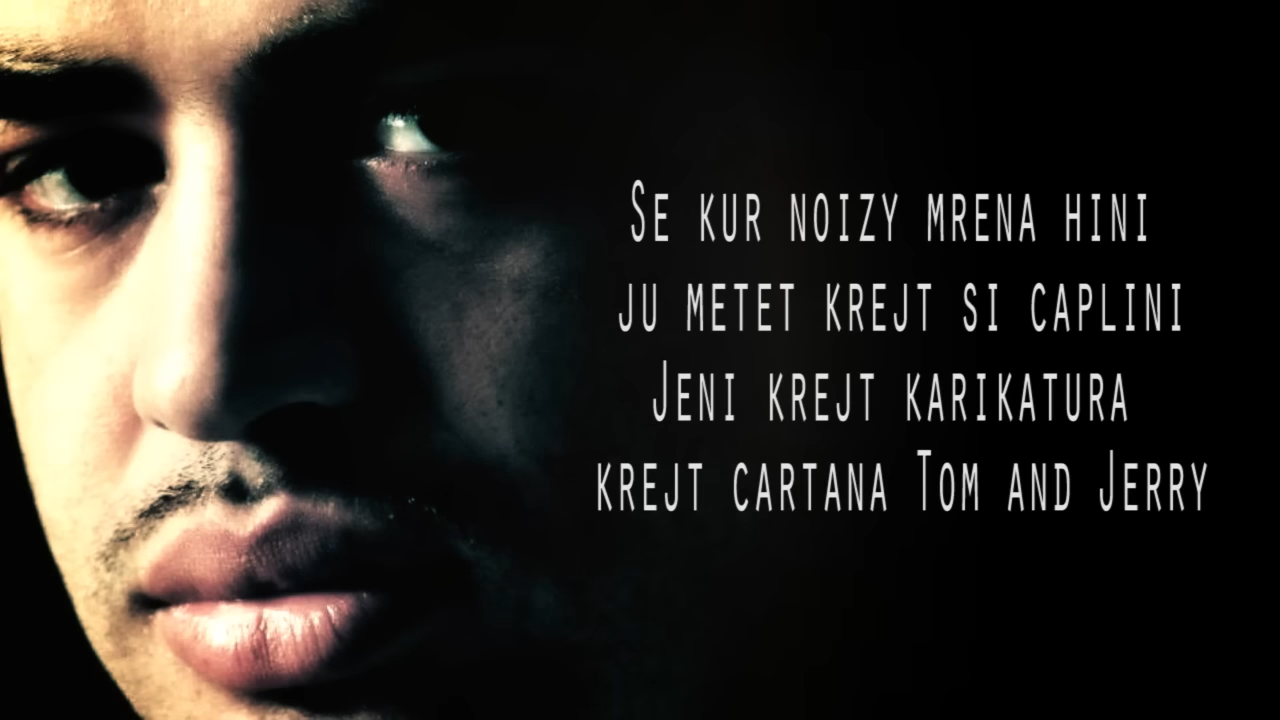 Se kur noizy mrena hini
ju metet krejt si caplini
Jeni krejt karikatura
krejt cartana Tom and Jerry